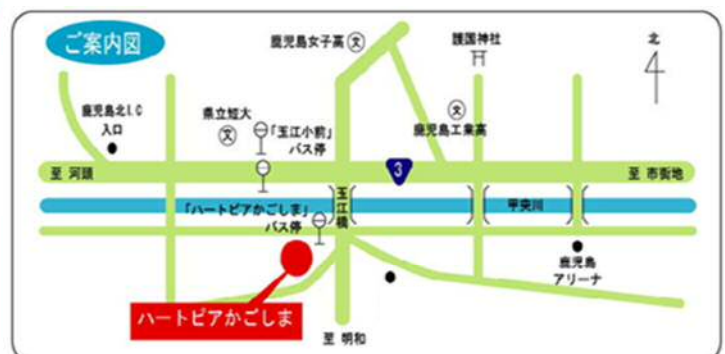 ご案内図
鹿児島女子高
文
護国神社
北
鹿児島北I.C
入口
県立短大
文
「玉江小前」
バス停
文
鹿児島工業高
至 河頭
3
至 市街地
「ハートピアかごしま」
バス停
玉江橋
甲突川
鹿児島
アリーナ
ハートピアかごしま
至 明和